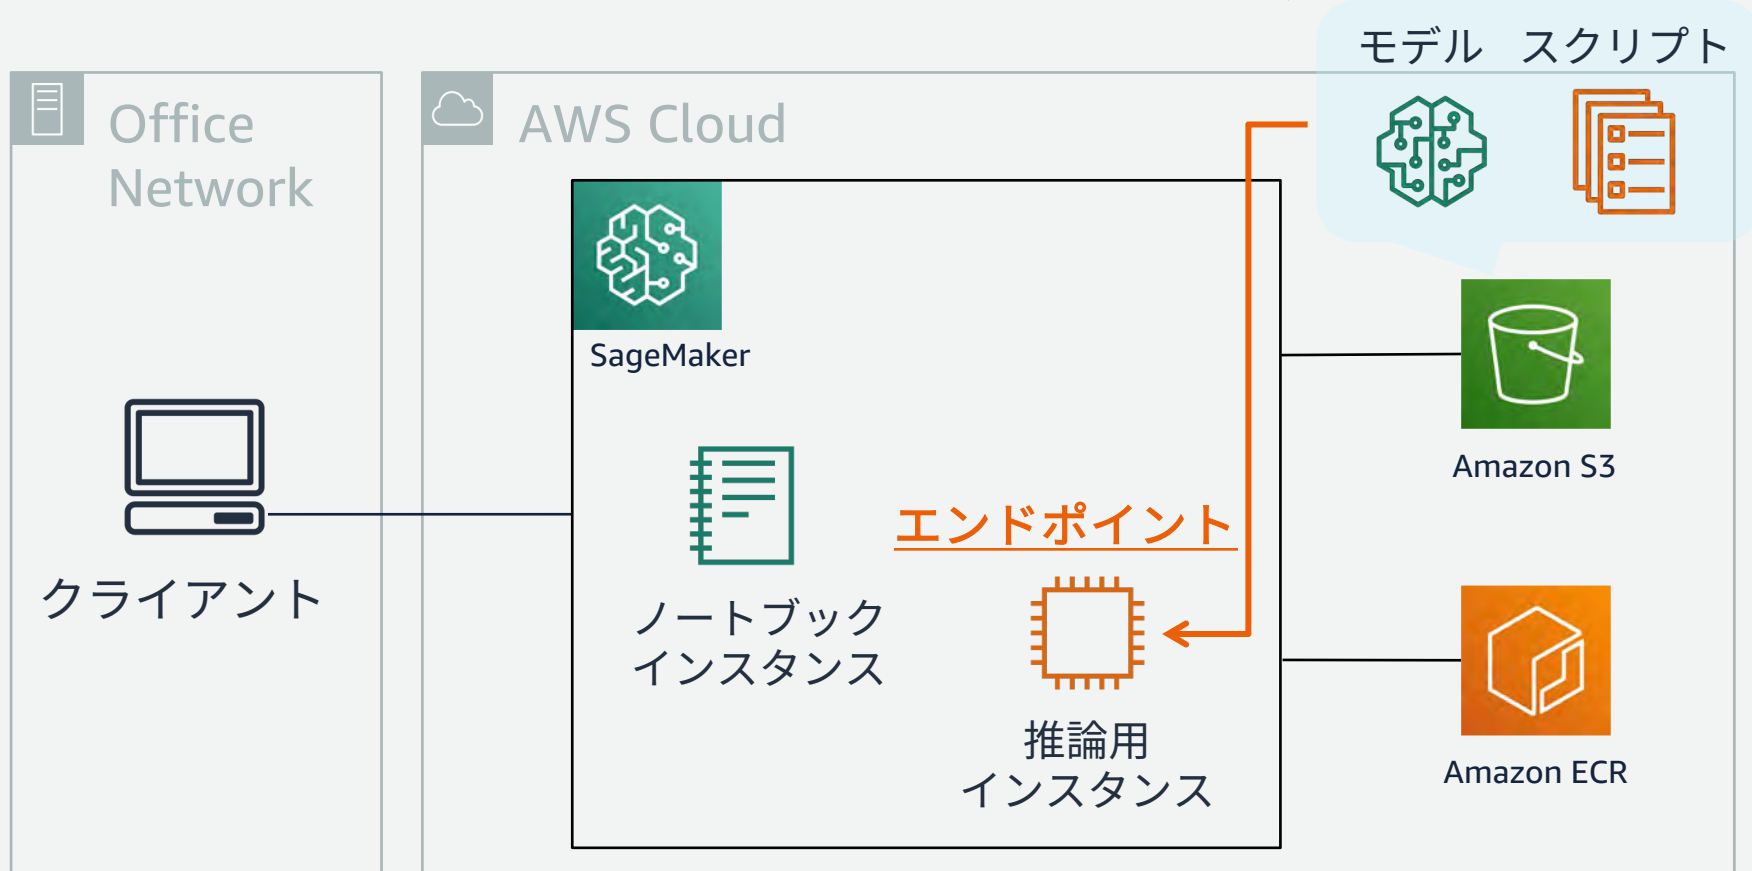 モデル スクリプト
Office
Network
AWS Cloud
SageMaker
Amazon S3
エンドポイント
クライアント
ノートブック
インスタンス
推論用
インスタンス
Amazon ECR